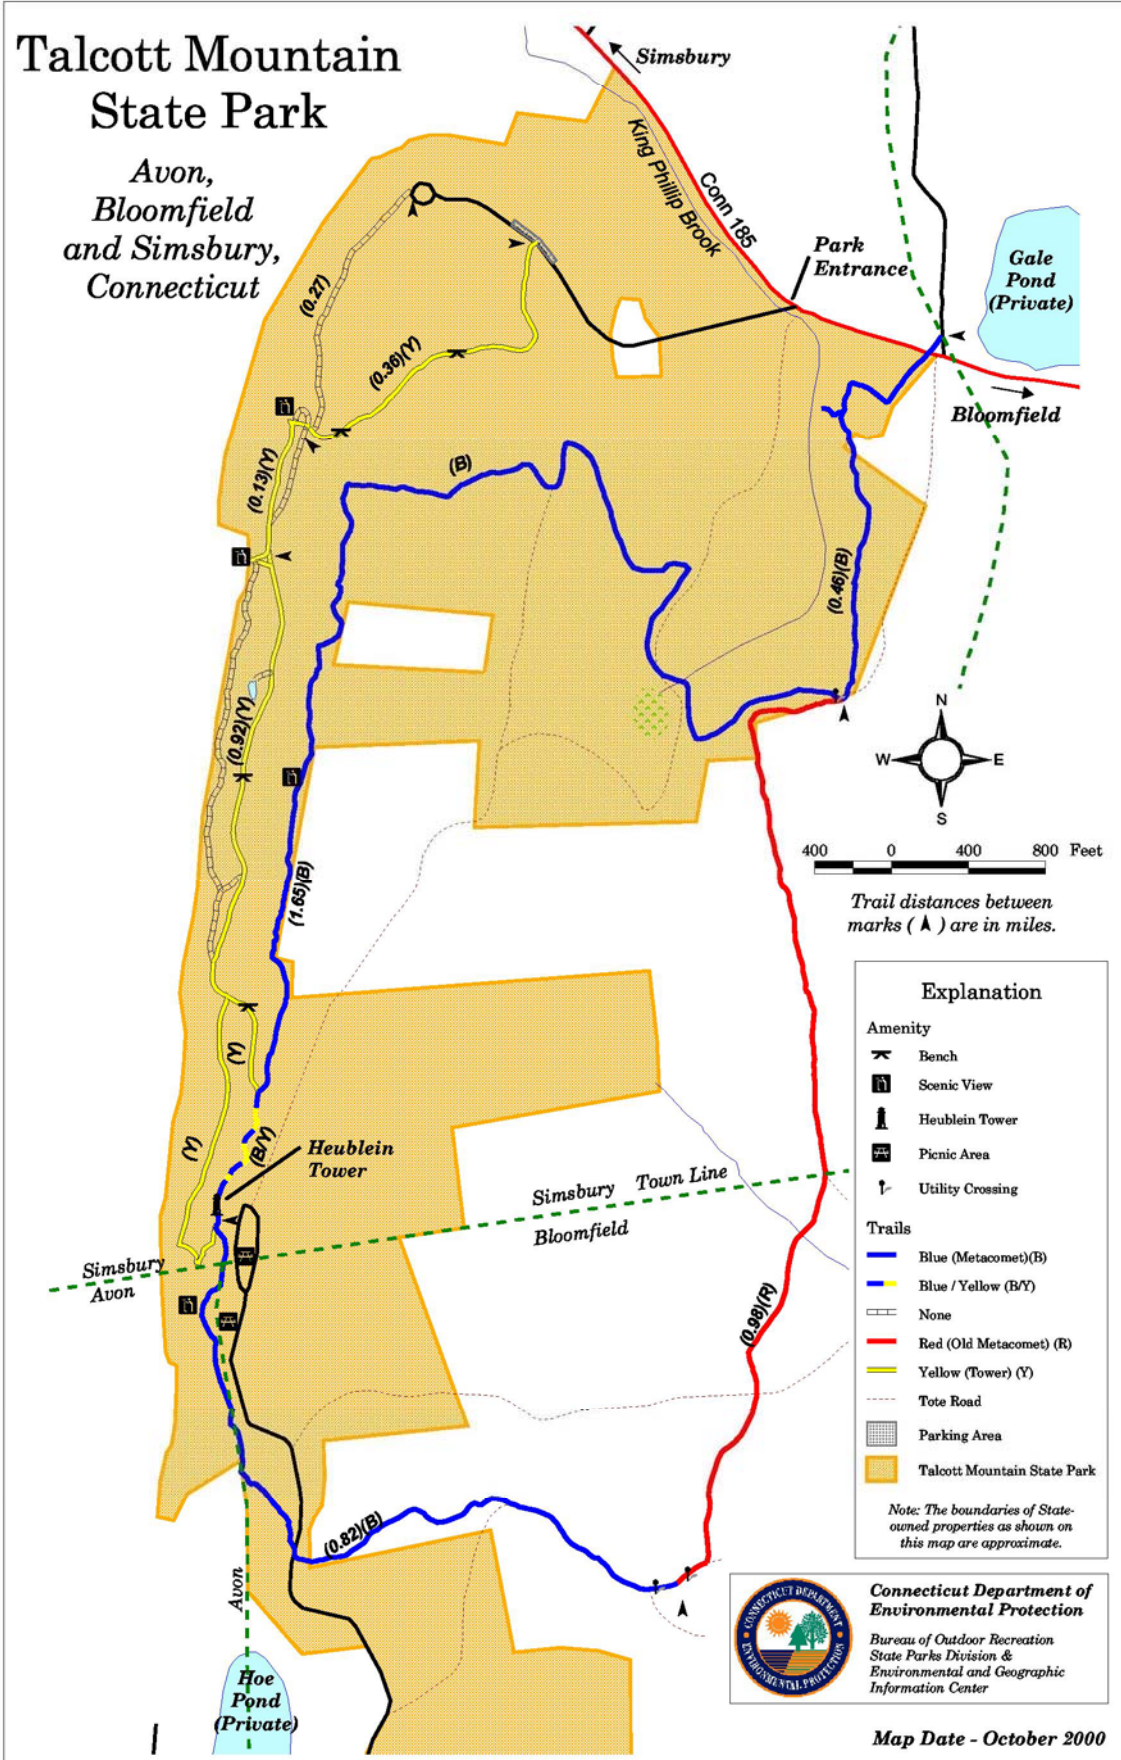 Talcott Mountain
State Park
Avon,
Bloomfield
and Simsbury,
Connecticut
Simsbury
King Phillip Brook
Conn 185
Park
Entrance
Gale
Pond
(Private)
Bloomfield
(0.27)
(0.36)(Y)
(0.13)(Y)
(B)
(0.46)(B)
(0.92)(Y)
(1.65)(B)
N
W
E
S
400
0
400
800 Feet
Trail distances between
marks ( ) are in miles.
(Y)
(Y)
(B/Y)
Heublein
Tower
Simsbury Town Line
Bloomfield
Simsbury
Avon
(0.98)(R)
(0.82)(B)
Avon
Hoe
Pond
(Private)
Explanation
Amenity
Bench
Scenic View
Heublein Tower
Picnic Area
Utility Crossing
Trails
Blue (Metacomet)(B)
Blue / Yellow (B/Y)
None
Red (Old Metacomet) (R)
Yellow (Tower) (Y)
Tote Road
Parking Area
Talcott Mountain State Park
Note: The boundaries of State-
owned properties as shown on
this map are approximate.
CONNECTICUT DEPARTMENT
ENVIRONMENTAL PROTECTION
Connecticut Department of
Environmental Protection
Bureau of Outdoor Recreation
State Parks Division &
Environmental and Geographic
Information Center
Map Date - October 2000